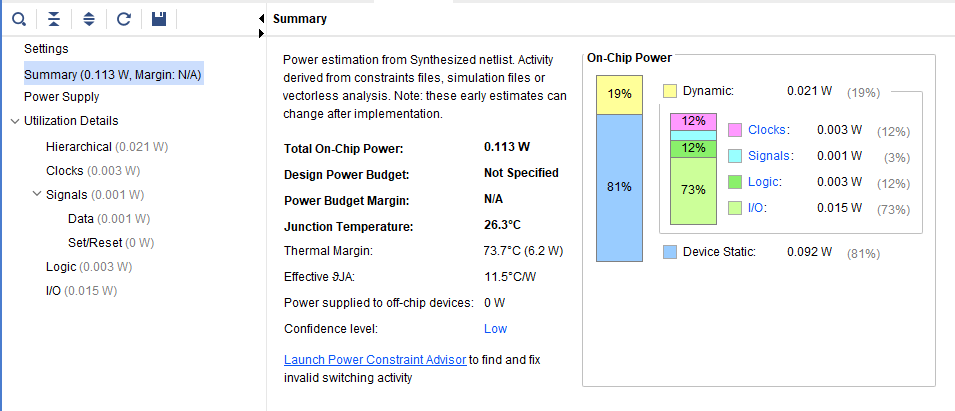 Summary
Settings
Summary (0.113 W, Margin: N/A)
Power Supply
Utilization Details
Hierarchical (0.021 W)
Clocks (0.003 W)
Signals (0.001 W)
Data (0.001 W)
Set/Reset (0 W)
Logic (0.003 W)
I/O (0.015 W)
Power estimation from Synthesized netlist. Activity
derived from constraints files, simulation files or
vectorless analysis. Note: these early estimates can
change after implementation.
Total On-Chip Power: 0.113 W
Design Power Budget: Not Specified
Power Budget Margin: N/A
Junction Temperature: 26.3°C
Thermal Margin: 73.7°C (6.2 W)
Effective ϑJA: 11.5°C/W
Power supplied to off-chip devices: 0 W
Confidence level: Low
Launch Power Constraint Advisor to find and fix
invalid switching activity
On-Chip Power
19%
81%
Dynamic: 0.021 W (19%)
12%
12%
73%
Clocks: 0.003 W (12%)
Signals: 0.001 W (3%)
Logic: 0.003 W (12%)
I/O: 0.015 W (73%)
Device Static: 0.092 W (81%)